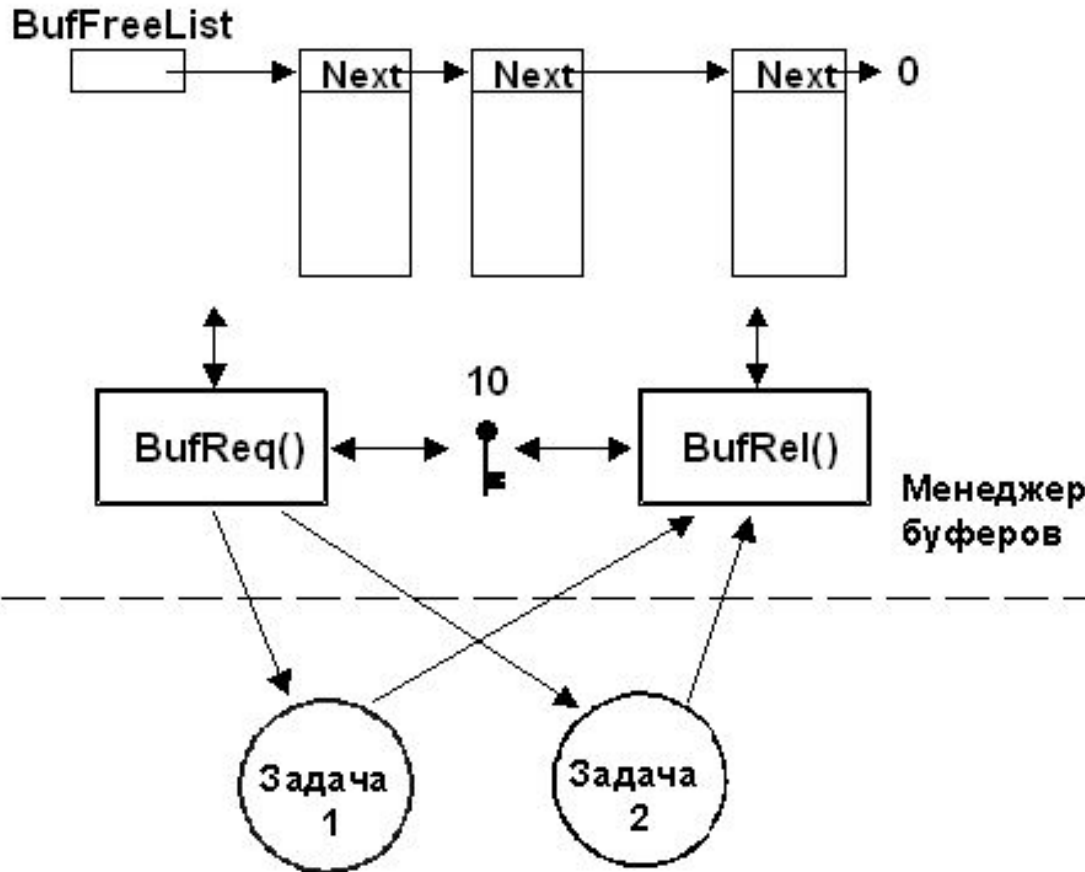 BufFreeList
Next Next Next 0
10
BufReq() BufRel()
Менеджер
буферов
Задача
1
Задача
2